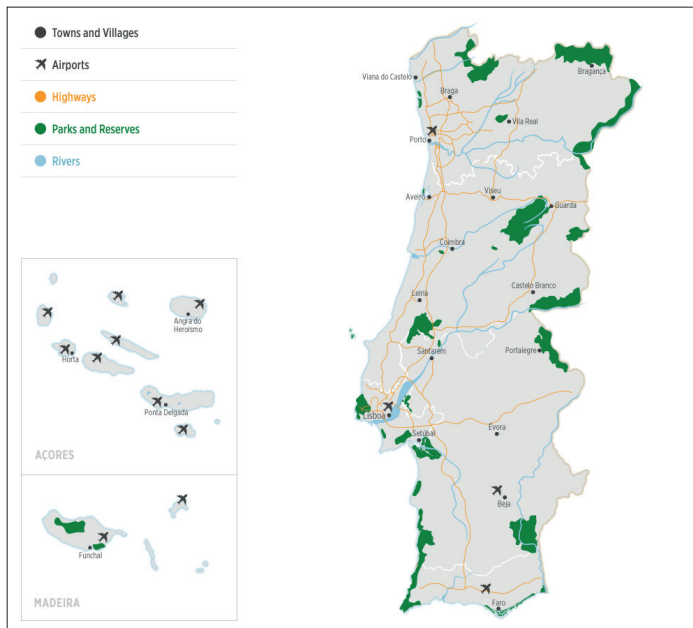 Towns and Villages
Airports
Highways
Parks and Reserves
Rivers
Viana do Castelo
Braga
Bragança
Vila Real
Porto
Aveiro
Viseu
Guarda
Coimbra
Leiria
Castelo Branco
Santarém
Portalegre
Lisboa
Setúbal
Evora
Beja
Faro
Angra do
Heroísmo
Horta
Ponta Delgada
AÇORES
Funchal
MADEIRA